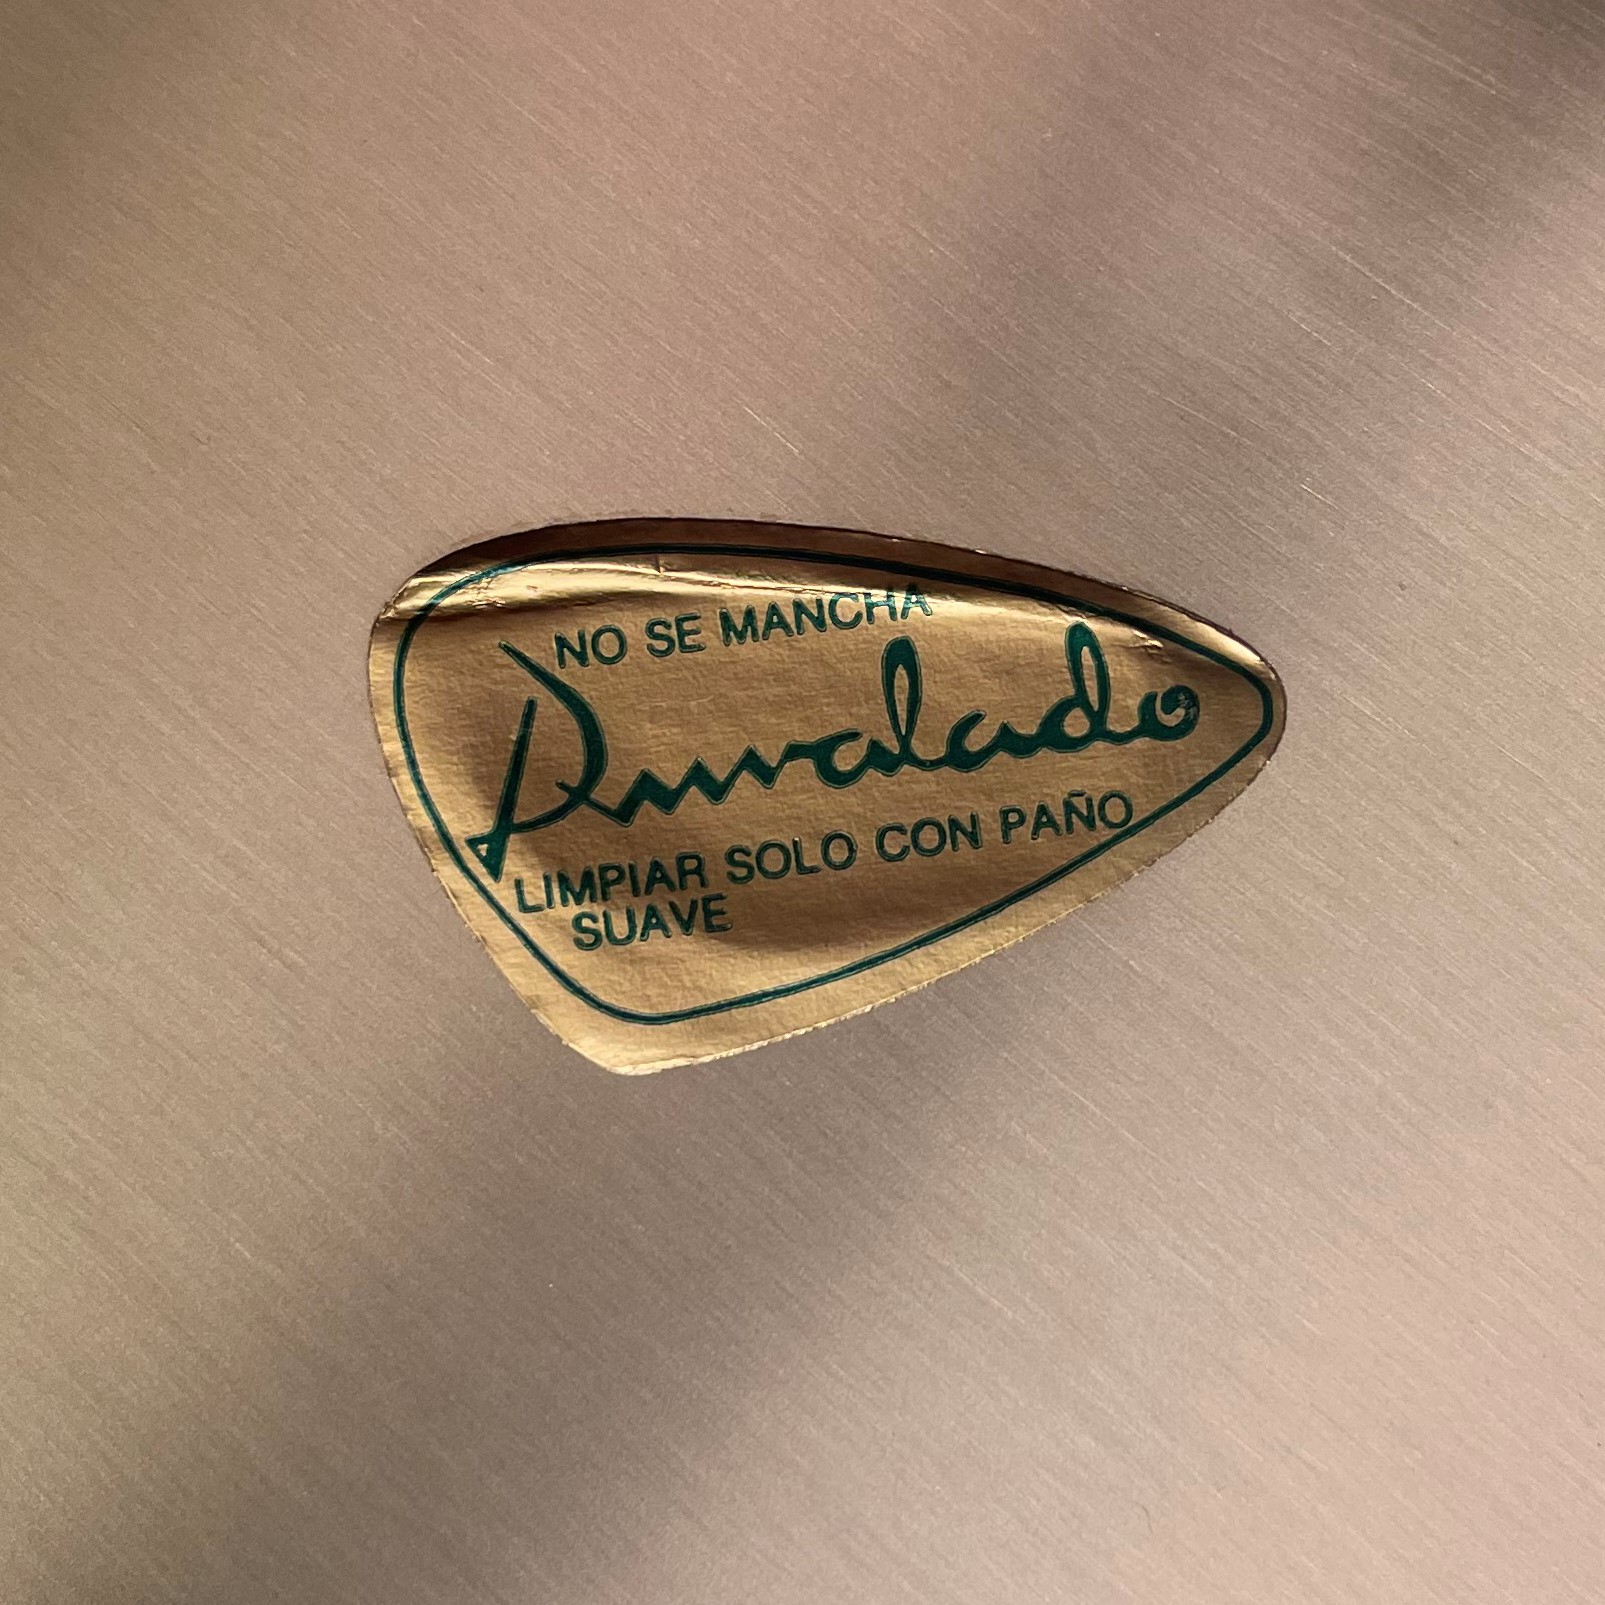 NO SE MANCHA
Duvalado
LIMPIAR SOLO CON PAÑO
SUAVE